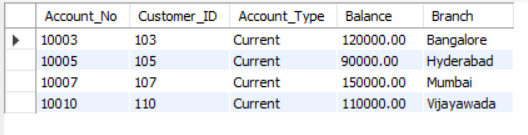 Account_No Customer_ID Account_Type Balance Branch
10003 103 Current 120000.00 Bangalore
10005 105 Current 90000.00 Hyderabad
10007 107 Current 150000.00 Mumbai
10010 110 Current 110000.00 Vijayawada